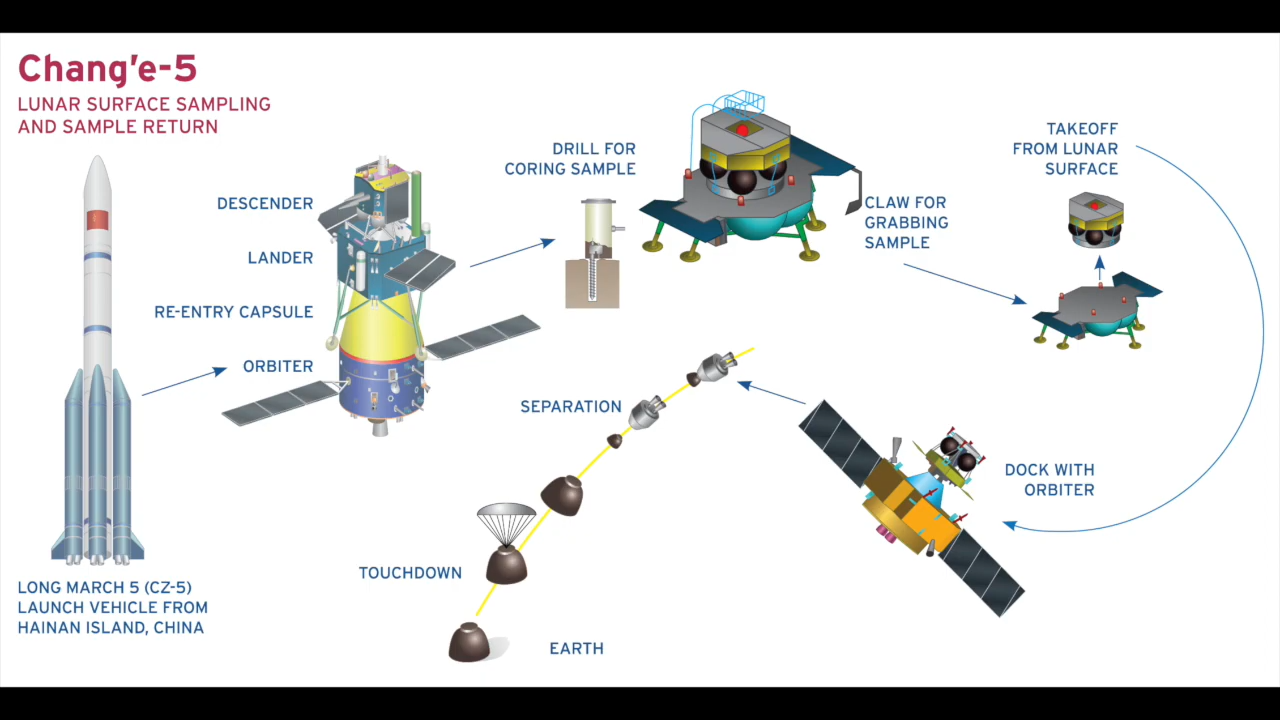 Chang'e-5
LUNAR SURFACE SAMPLING
AND SAMPLE RETURN
DESCENDER
LANDER
RE-ENTRY CAPSULE
ORBITER
LONG MARCH 5 (CZ-5)
LAUNCH VEHICLE FROM
HAINAN ISLAND, CHINA
DRILL FOR
CORING SAMPLE
CLAW FOR
GRABBING
SAMPLE
TAKEOFF
FROM LUNAR
SURFACE
DOCK WITH
ORBITER
SEPARATION
TOUCHDOWN
EARTH